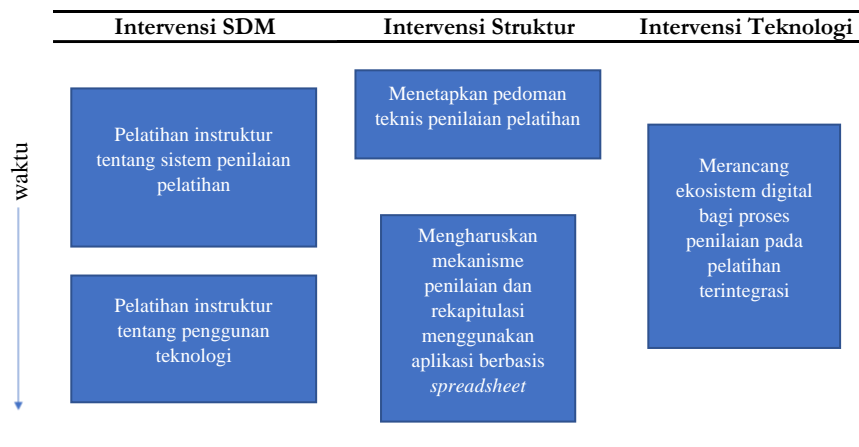 Intervensi SDM
Intervensi Struktur
Intervensi Teknologi
waktu
Pelatihan instruktur
tentang sistem penilaian
pelatihan
Pelatihan instruktur
tentang penggunan
teknologi
Menetapkan pedoman
teknis penilaian pelatihan
Mengharuskan
mekanisme
penilaian dan
rekapitulasi
menggunakan
aplikasi berbasis
spreadsheet
Merancang
ekosistem digital
bagi proses
penilaian pada
pelatihan
terintegrasi